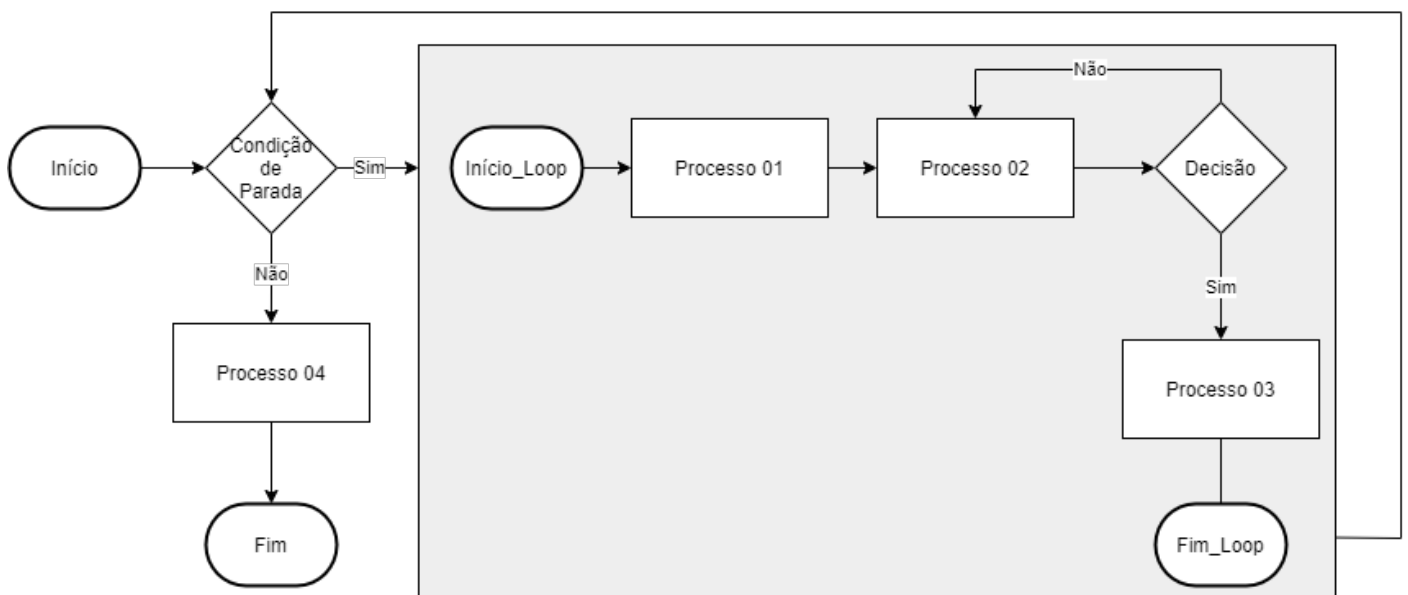 Não
Início
Condição
de
Parada
Sim
Início_Loop
Processo 01
Processo 02
Decisão
Não
Sim
Processo 04
Processo 03
Fim
Fim_Loop